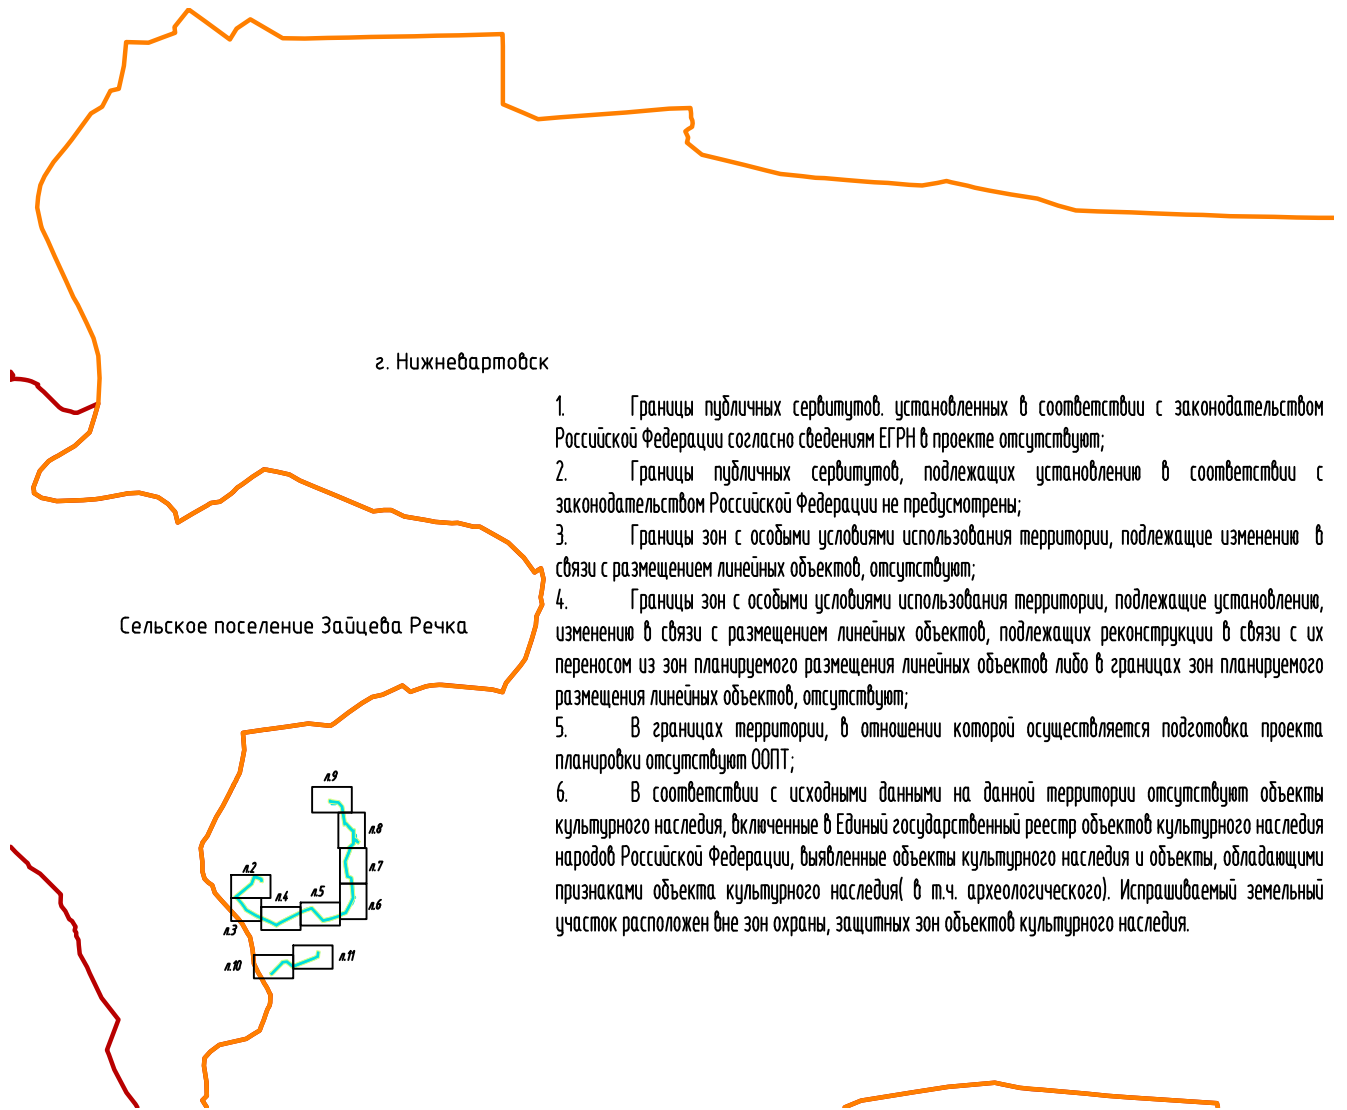 г. Нижневартовск
1. Границы публичных сервитутов. установленных в соответствии с законодательством
Российской Федерации согласно сведениям ЕГРН в проекте отсутствуют;
2. Границы публичных сервитутов, подлежащих установлению в соответствии с
законодательством Российской Федерации не предусмотрены;
3. Границы зон с особыми условиями использования территории, подлежащие изменению в
связи с размещением линейных объектов, отсутствуют;
4. Границы зон с особыми условиями использования территории, подлежащие установлению,
изменению в связи с размещением линейных объектов, подлежащих реконструкции в связи с их
переносом из зон планируемого размещения линейных объектов либо в границах зон планируемого
размещения линейных объектов, отсутствуют;
5. В границах территории, в отношении которой осуществляется подготовка проекта
планировки отсутствуют ООПТ;
6. В соответствии с исходными данными на данной территории отсутствуют объекты
культурного наследия, включенные в Единый государственный реестр объектов культурного наследия
народов Российской Федерации, выявленные объекты культурного наследия и объекты, обладающими
признаками объекта культурного наследия( в т.ч. археологического). Испрашиваемый земельный
участок расположен вне зон охраны, защитных зон объектов культурного наследия.
Сельское поселение Зайцева Речка
л.9
л.8
л.7
л.2
л.5
л.4
л.6
л.3
л.11
л.10